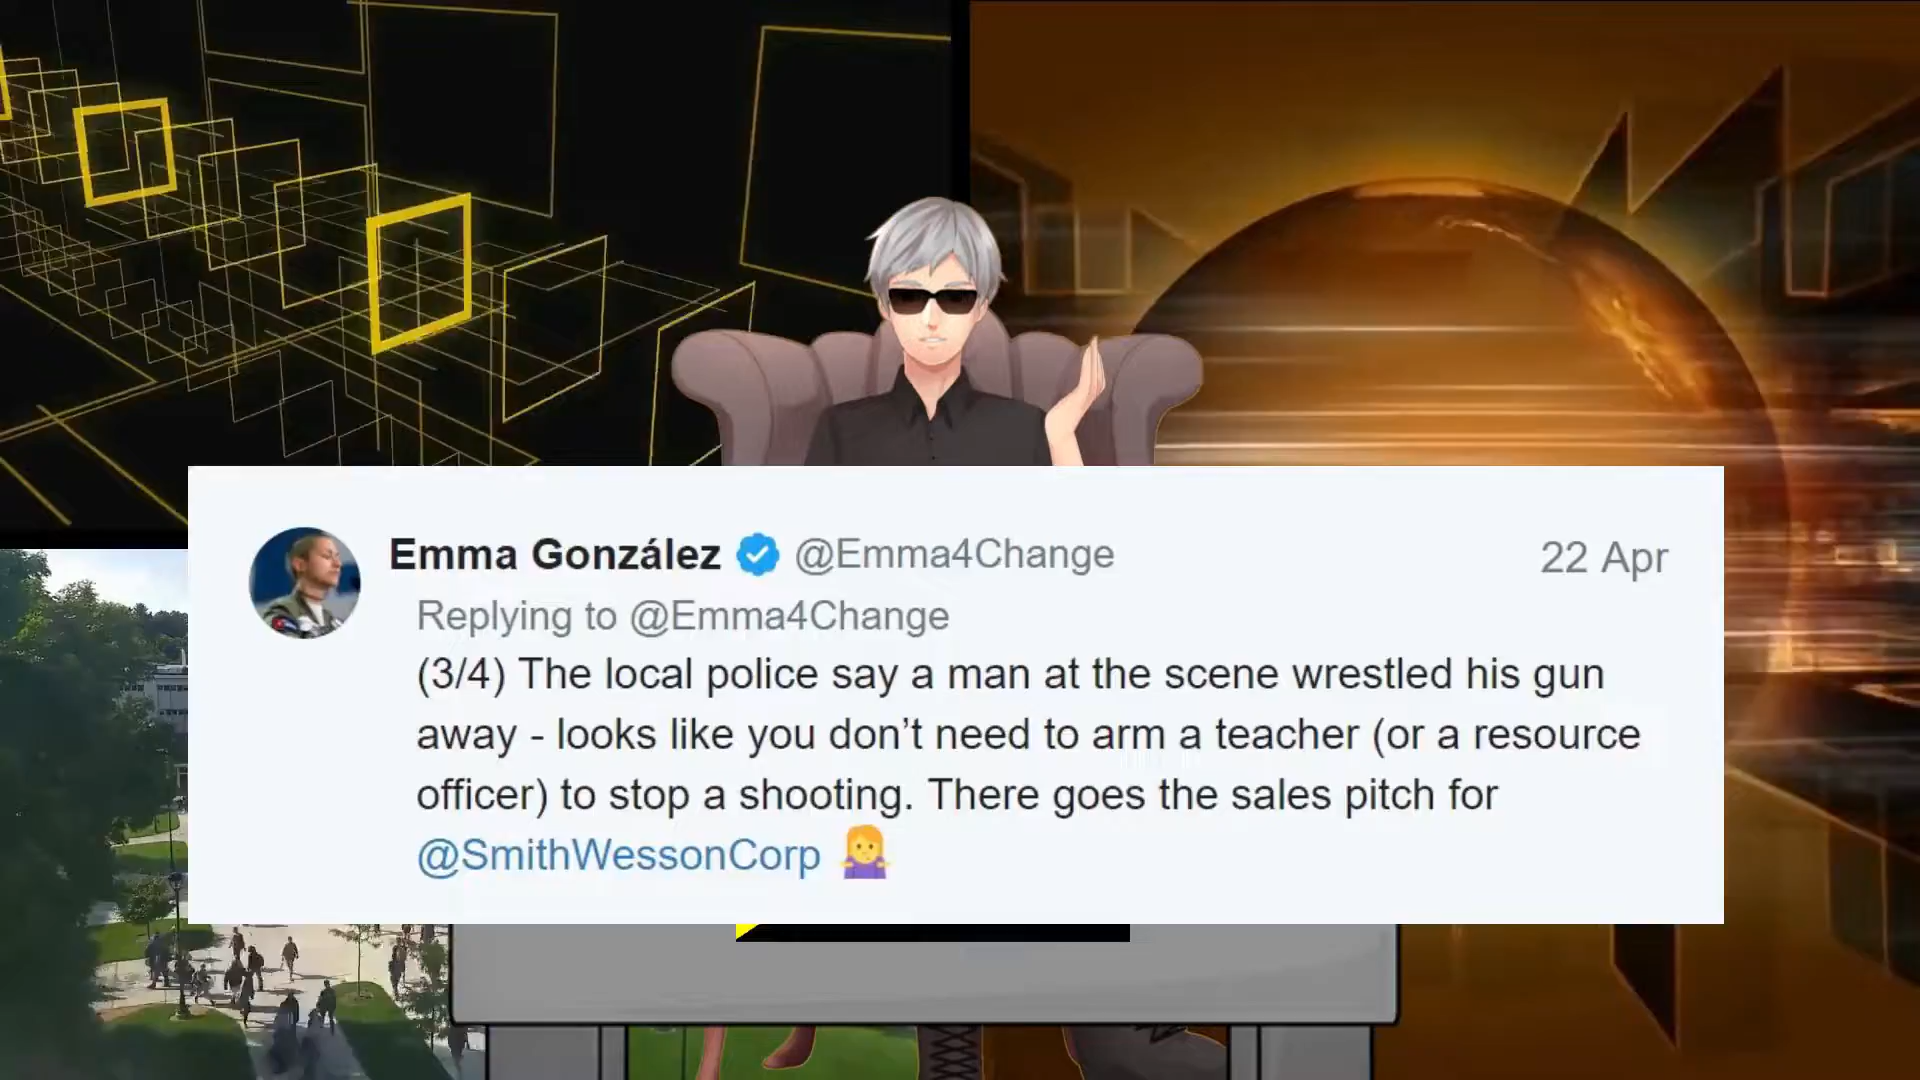 Emma González @Emma4Change 22 Apr
Replying to @Emma4Change
(3/4) The local police say a man at the scene wrestled his gun
away - looks like you don’t need to arm a teacher (or a resource
officer) to stop a shooting. There goes the sales pitch for
@SmithWessonCorp 🤷‍♀️